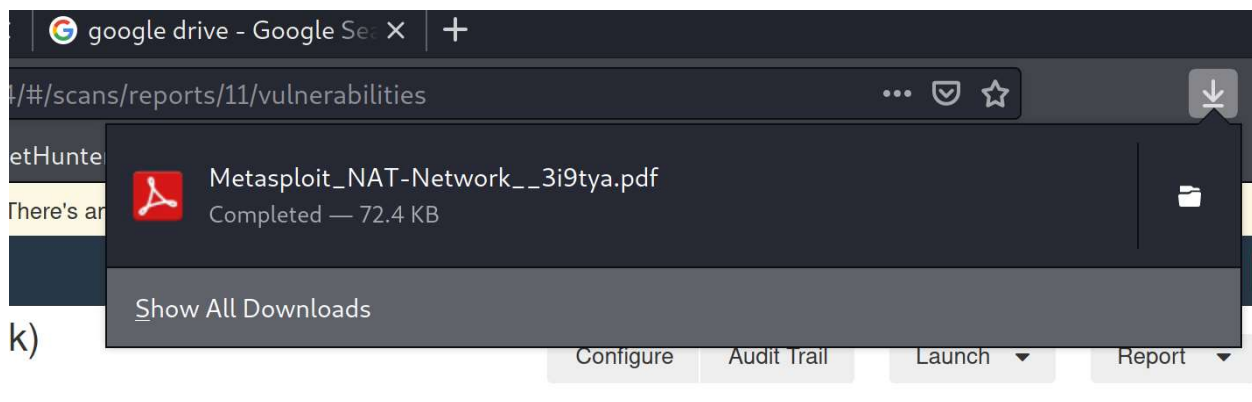 google drive - Google Se
/#/scans/reports/11/vulnerabilities
etHunte
Metasploit_NAT-Network__3i9tya.pdf
There's ar
Completed — 72.4 KB
Show All Downloads
k)
Configure Audit Trail Launch Report